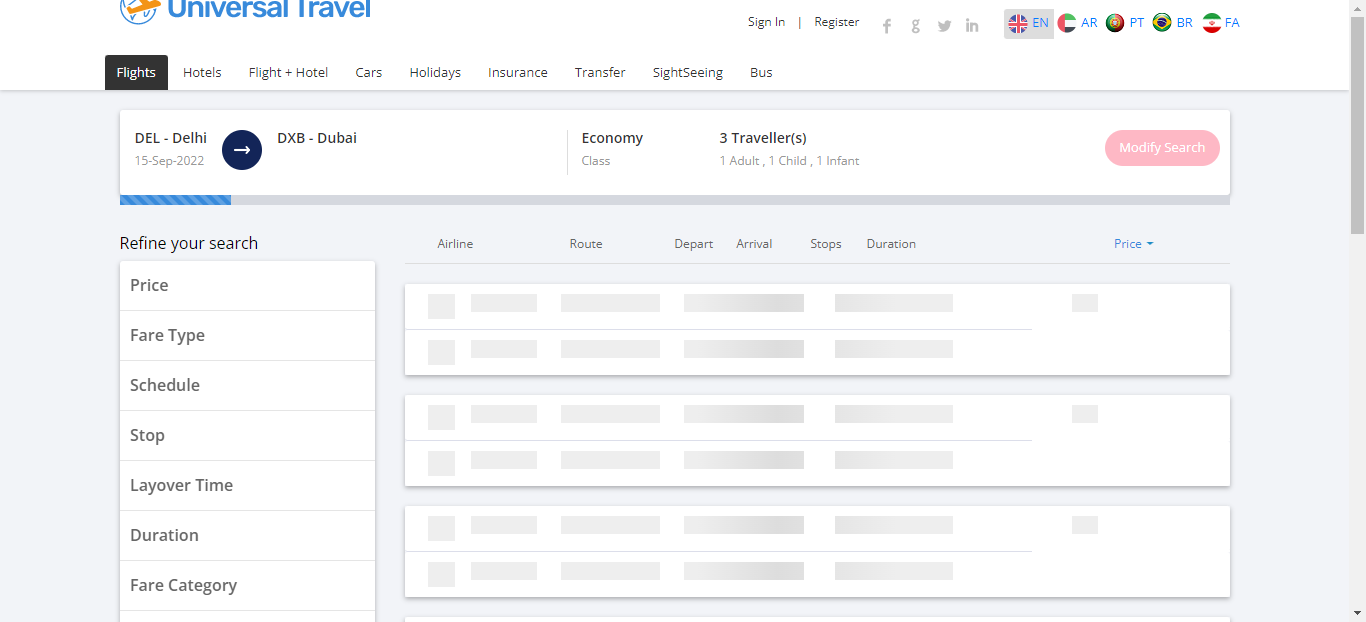 Universal Travel
Sign In | Register
EN AR PT BR FA
Flights Hotels Flight + Hotel Cars Holidays Insurance Transfer SightSeeing Bus
DEL - Delhi DXB - Dubai Economy 3 Traveller(s)
15-Sep-2022 Class 1 Adult , 1 Child , 1 Infant
Modify Search
Refine your search
Airline Route Depart Arrival Stops Duration Price
Price
Fare Type
Schedule
Stop
Layover Time
Duration
Fare Category